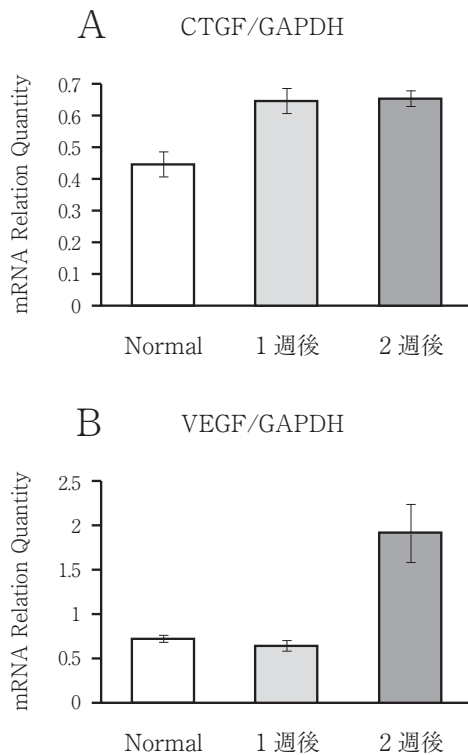 A
CTGF/GAPDH
mRNA Relation Quantity
0.7
0.6
0.5
0.4
0.3
0.2
0.1
0
Normal
1 週後
2 週後
B
VEGF/GAPDH
mRNA Relation Quantity
2.5
2
1.5
1
0.5
0
Normal
1 週後
2 週後